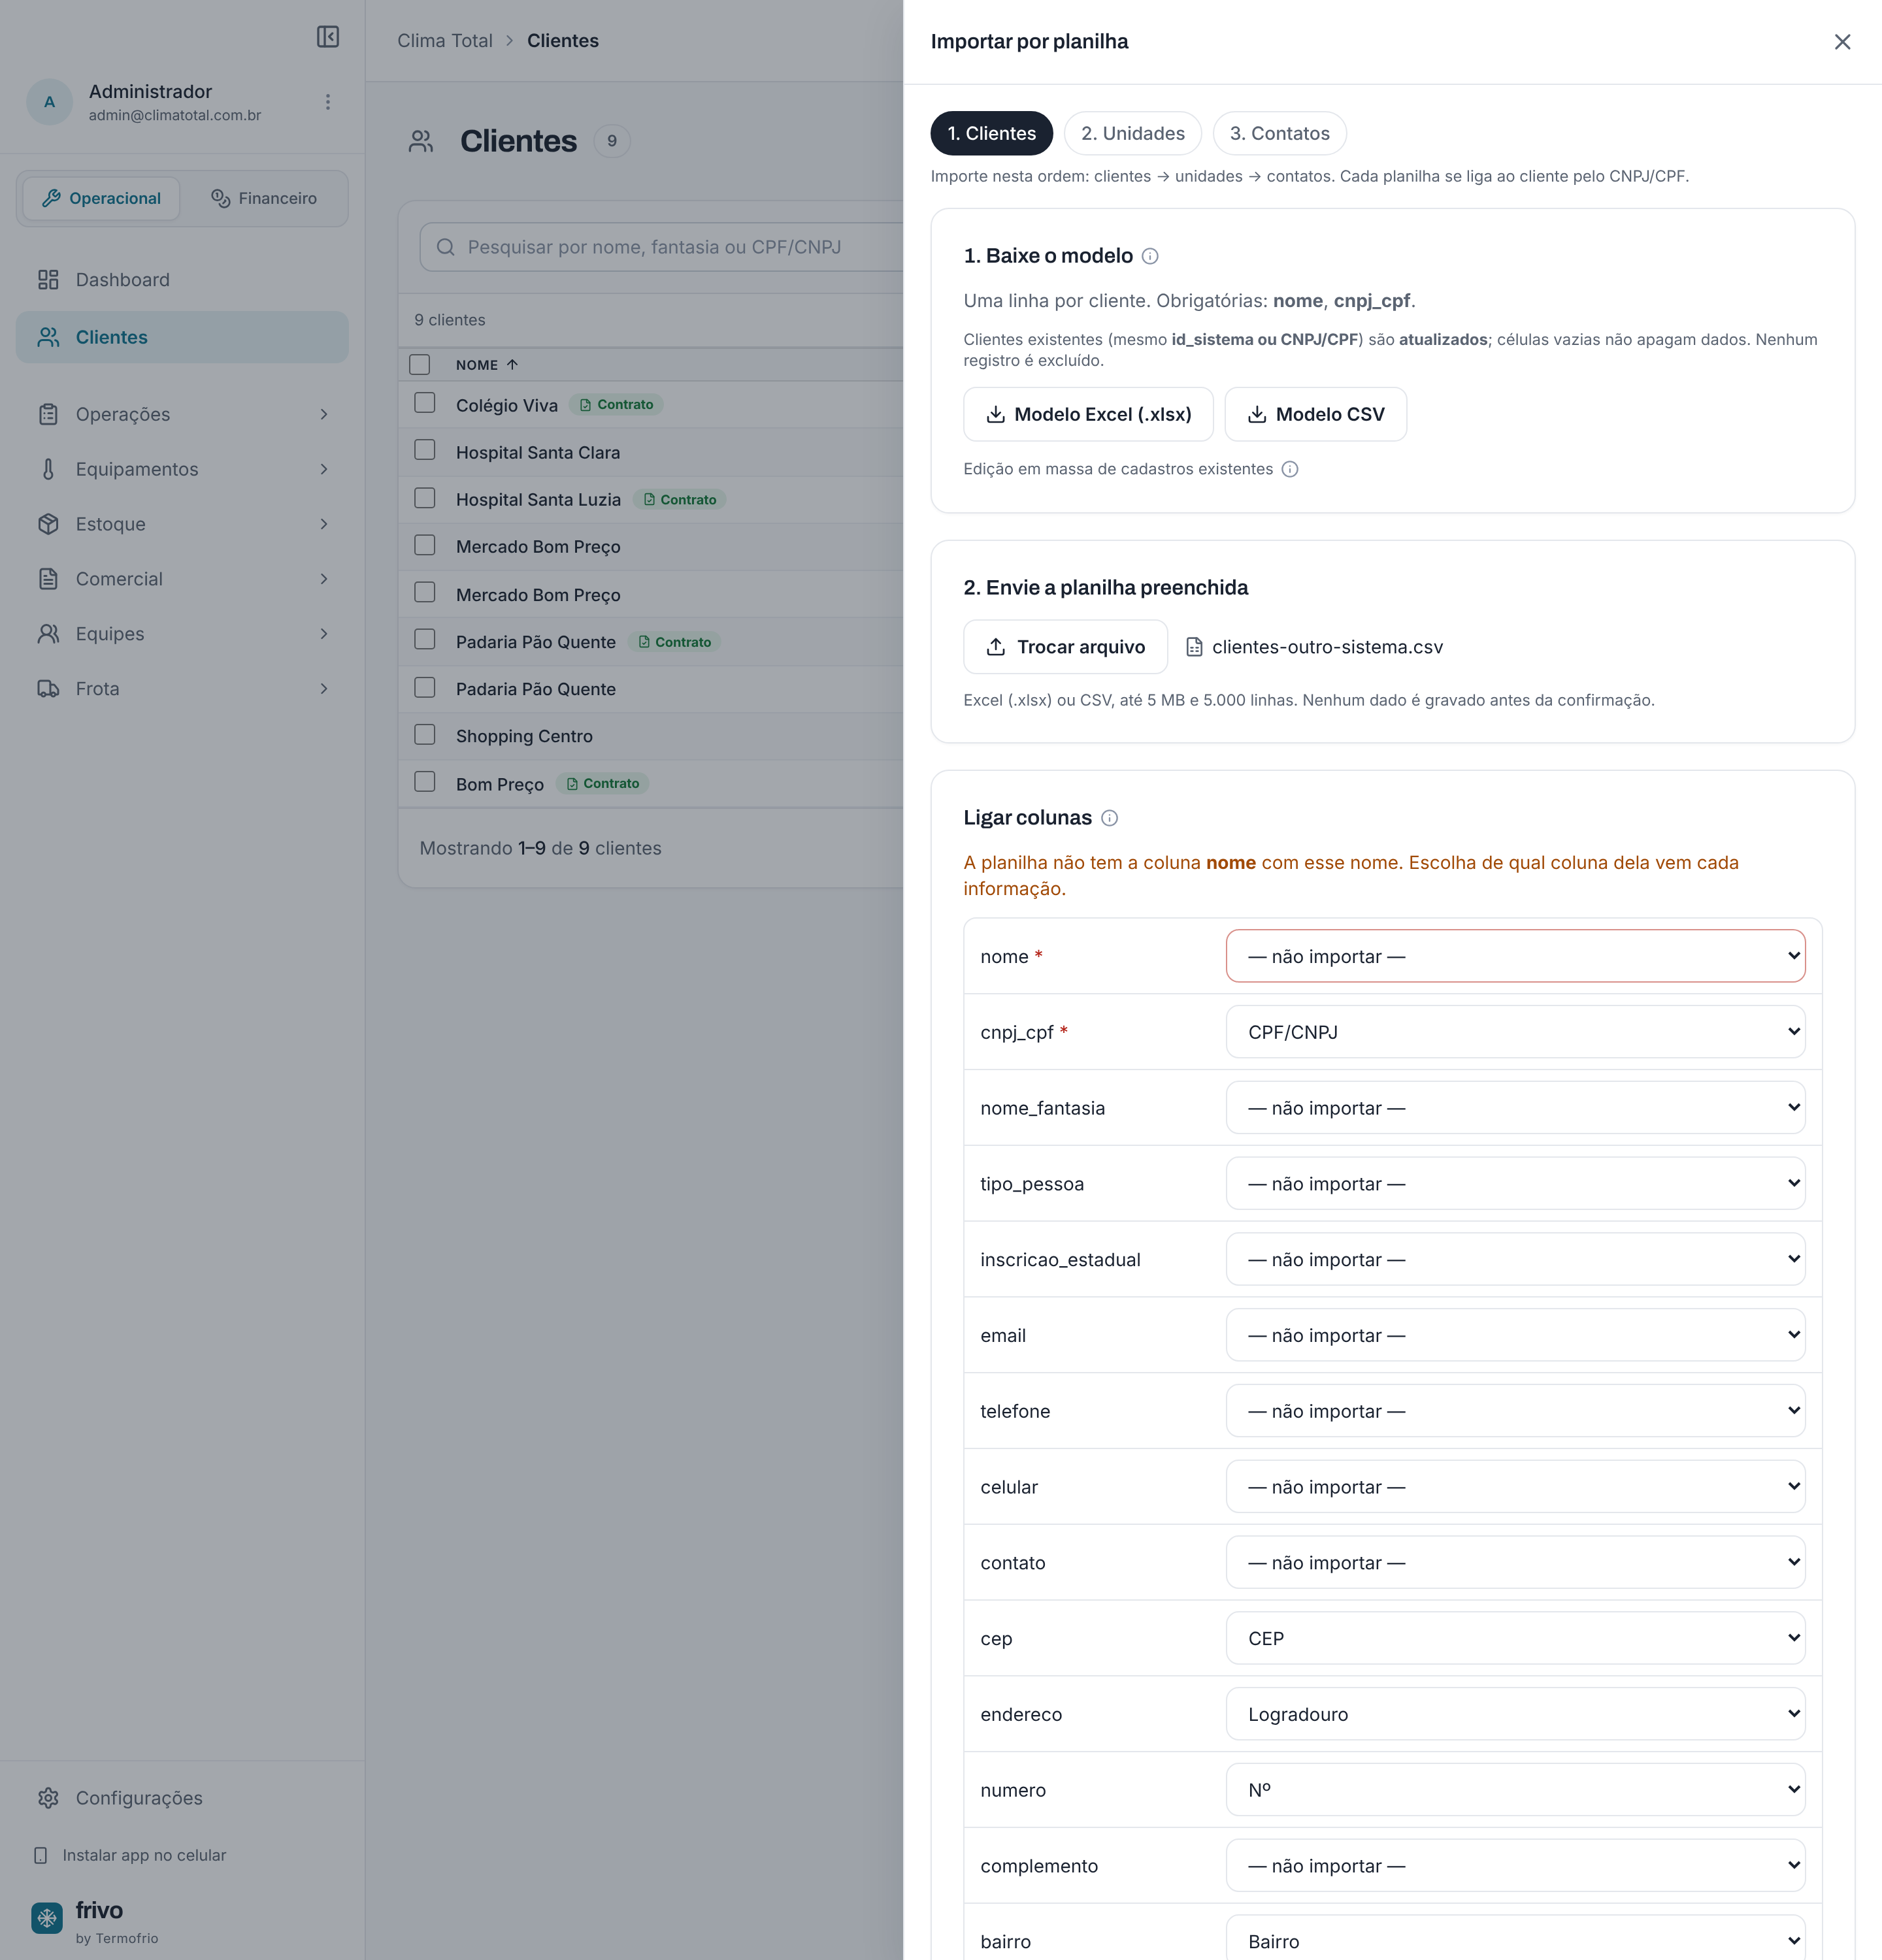 A
Administrador
admin@climatotal.com.br
Operacional
Financeiro
Dashboard
Clientes
Operações
Equipamentos
Estoque
Comercial
Equipes
Frota
Configurações
Instalar app no celular
frivo
by Termofrio
Clima Total > Clientes
Clientes 9
Pesquisar por nome, fantasia ou CPF/CNPJ
9 clientes
NOME
Colégio Viva Contrato
Hospital Santa Clara
Hospital Santa Luzia Contrato
Mercado Bom Preço
Mercado Bom Preço
Padaria Pão Quente Contrato
Padaria Pão Quente
Shopping Centro
Bom Preço Contrato
Mostrando 1–9 de 9 clientes
Importar por planilha
1. Clientes
2. Unidades
3. Contatos
Importe nesta ordem: clientes → unidades → contatos. Cada planilha se liga ao cliente pelo CNPJ/CPF.
1. Baixe o modelo
Uma linha por cliente. Obrigatórias: nome, cnpj_cpf.
Clientes existentes (mesmo id_sistema ou CNPJ/CPF) são atualizados; células vazias não apagam dados. Nenhum
registro é excluído.
Modelo Excel (.xlsx)
Modelo CSV
Edição em massa de cadastros existentes
2. Envie a planilha preenchida
Trocar arquivo
clientes-outro-sistema.csv
Excel (.xlsx) ou CSV, até 5 MB e 5.000 linhas. Nenhum dado é gravado antes da confirmação.
Ligar colunas
A planilha não tem a coluna nome com esse nome. Escolha de qual coluna dela vem cada
informação.
nome * — não importar —
cnpj_cpf * CPF/CNPJ
nome_fantasia — não importar —
tipo_pessoa — não importar —
inscricao_estadual — não importar —
email — não importar —
telefone — não importar —
celular — não importar —
contato — não importar —
cep CEP
endereco Logradouro
numero Nº
complemento — não importar —
bairro Bairro